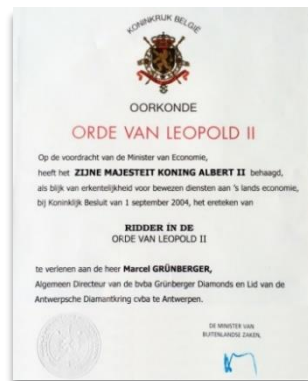 KONINKRIJK BELGIË
OORKONDE
ORDE VAN LEOPOLD II
Op de voordracht van de Minister van Economie,
heeft het ZIJNE MAJESTEIT KONING ALBERT II behaagd,
als blijk van erkentelijkheid voor bewezen diensten aan 's lands economie,
bij Koninklijk Besluit van 1 september 2004, het ereteken van
RIDDER IN DE
ORDE VAN LEOPOLD II
te verlenen aan de heer Marcel GRÜNBERGER,
Algemeen Directeur van de bvba Grünberger Diamonds en Lid van de
Antwerpsche Diamantkring cvba te Antwerpen.
DE MINISTER VAN
BUITENLANDSE ZAKEN,